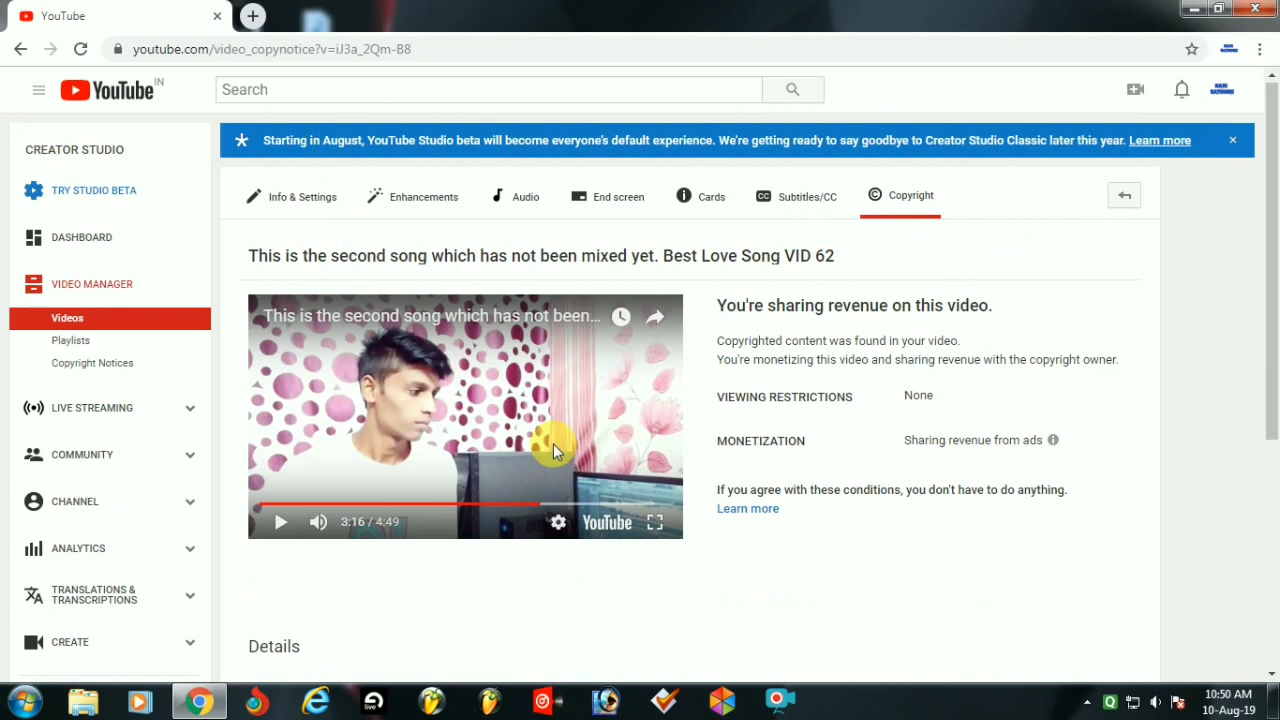 YouTube
youtube.com/video_copynotice?v=iJ3a_2Qm-B8
YouTube IN
Search
CREATOR STUDIO
Starting in August, YouTube Studio beta will become everyone's default experience. We're getting ready to say goodbye to Creator Studio Classic later this year. Learn more
TRY STUDIO BETA
DASHBOARD
VIDEO MANAGER
Videos
Playlists
Copyright Notices
LIVE STREAMING
COMMUNITY
CHANNEL
ANALYTICS
TRANSLATIONS &
TRANSCRIPTIONS
CREATE
Info & Settings
Enhancements
Audio
End screen
Cards
CC Subtitles/CC
Copyright
This is the second song which has not been mixed yet. Best Love Song VID 62
This is the second song which has not been...
3:16 / 4:49
YouTube
You're sharing revenue on this video.
Copyrighted content was found in your video.
You're monetizing this video and sharing revenue with the copyright owner.
VIEWING RESTRICTIONS None
MONETIZATION Sharing revenue from ads
If you agree with these conditions, you don't have to do anything.
Learn more
Details
live
10:50 AM
10-Aug-19